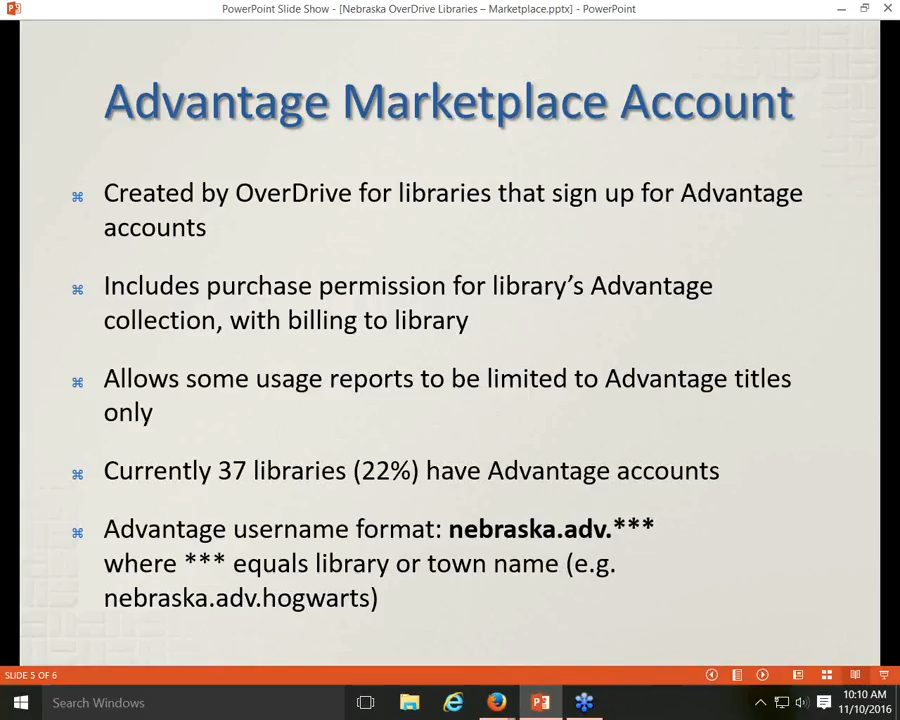 PowerPoint Slide Show - [Nebraska OverDrive Libraries – Marketplace.pptx] - PowerPoint
Advantage Marketplace Account
Created by OverDrive for libraries that sign up for Advantage
accounts
Includes purchase permission for library’s Advantage
collection, with billing to library
Allows some usage reports to be limited to Advantage titles
only
Currently 37 libraries (22%) have Advantage accounts
Advantage username format: nebraska.adv.***
where *** equals library or town name (e.g.
nebraska.adv.hogwarts)
SLIDE 5 OF 6
Search Windows
10:10 AM
11/10/2016